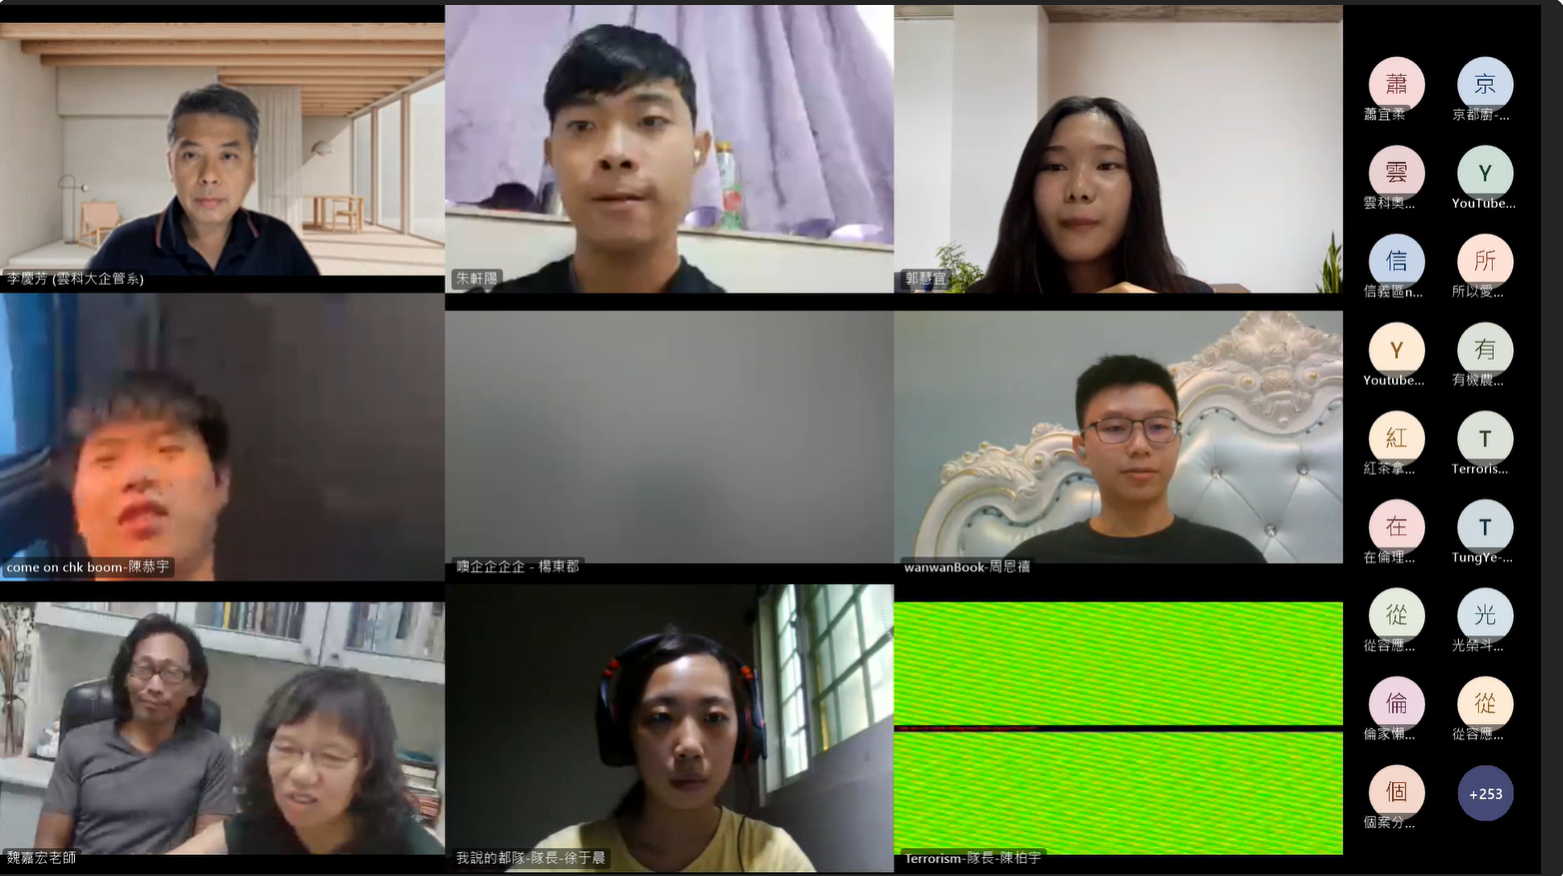 李慶芳 (雲科大企管系)
朱軒陽
郭慧宜
come on chk boom-陳恭宇
噢企企企企 - 楊東郡
wanwanBook-周恩禧
魏嘉宏老師
我說的都隊-隊長-徐于晨
Terrorism-隊長-陳柏宇
蕭
蕭宜柔
京
京都廚-...
雲
雲科奧...
Y
YouTube...
信
信義區n...
所
所以愛...
Y
Youtube...
有
有機農...
紅
紅茶拿...
T
Terroris...
在
在倫理...
T
TungYe-...
從
從容應...
光
光榮斗...
倫
倫家懶...
從
從容應...
個
個案分...
+253